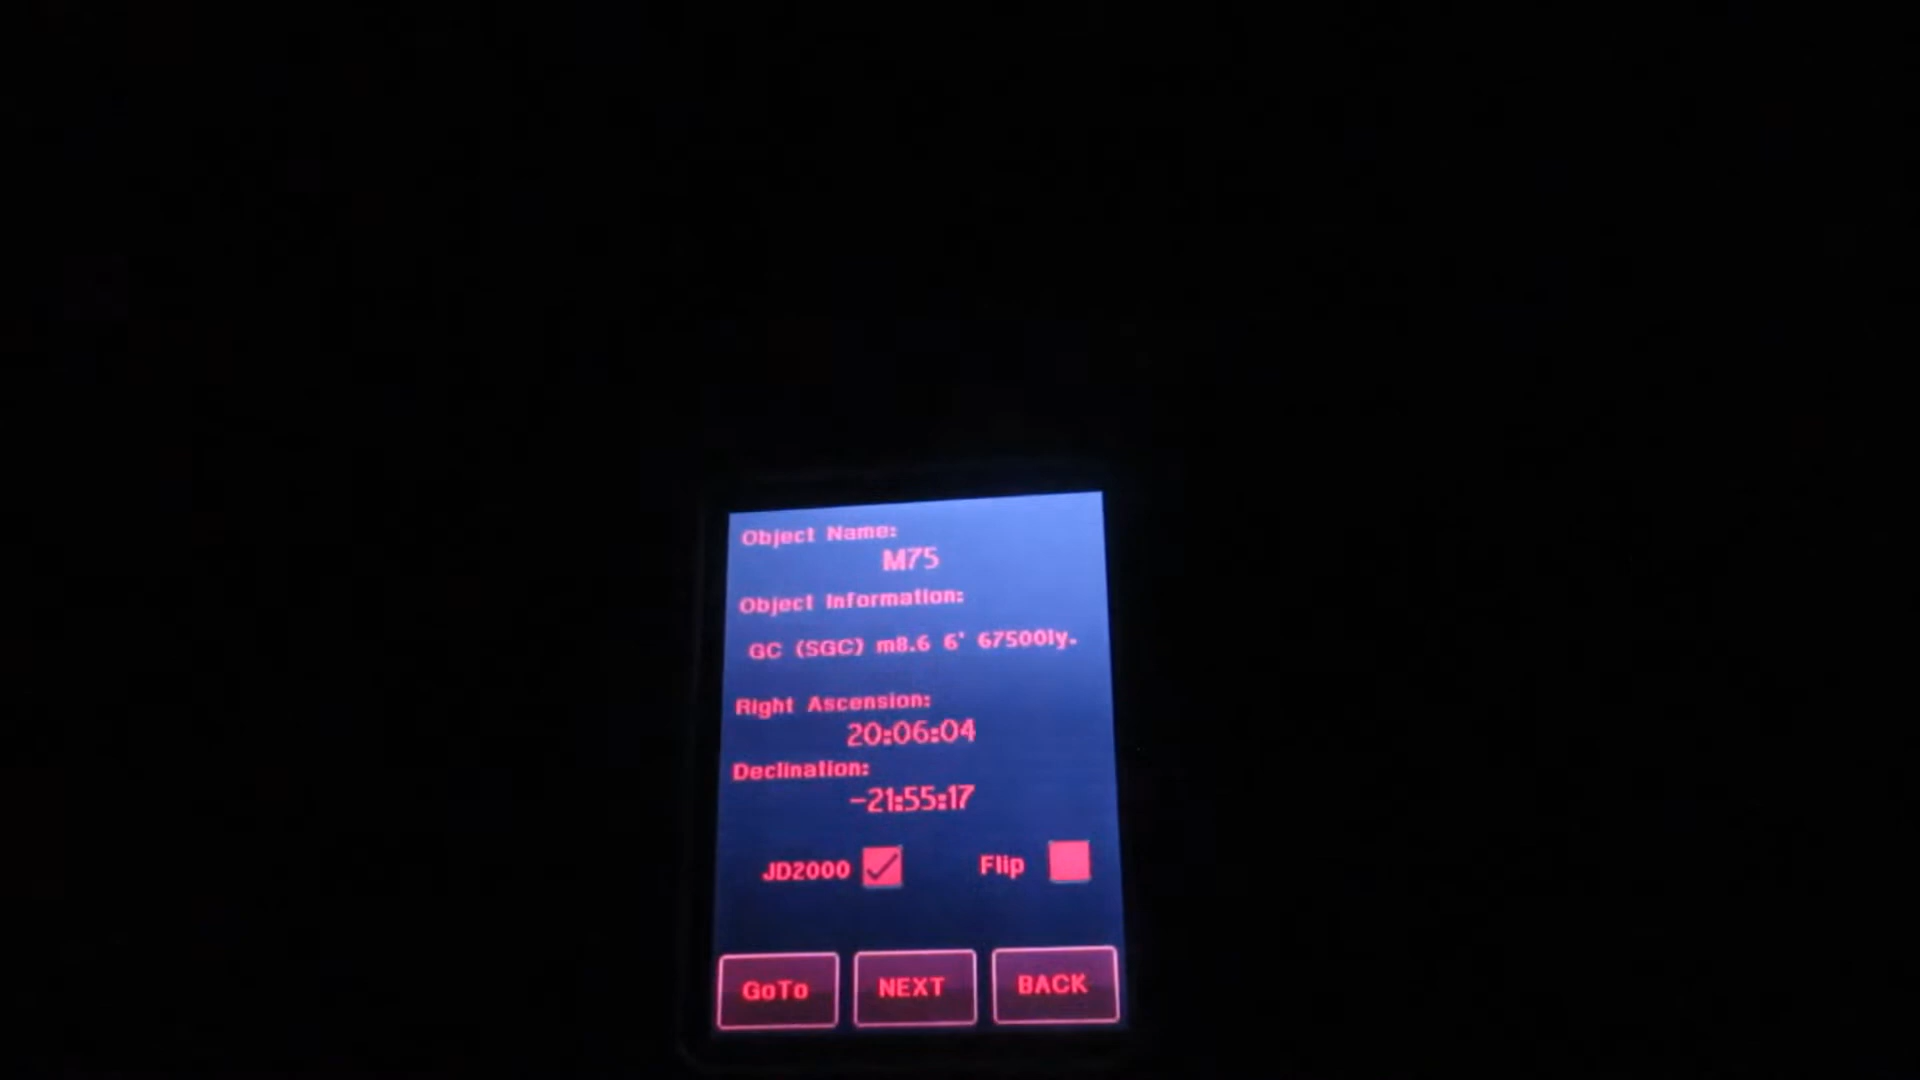 Object Name:
M75
Object Information:
GC (SGC) m8.6 6' 67500ly.
Right Ascension:
20:06:04
Declination:
-21:55:17
JD2000 Flip
GoTo NEXT BACK